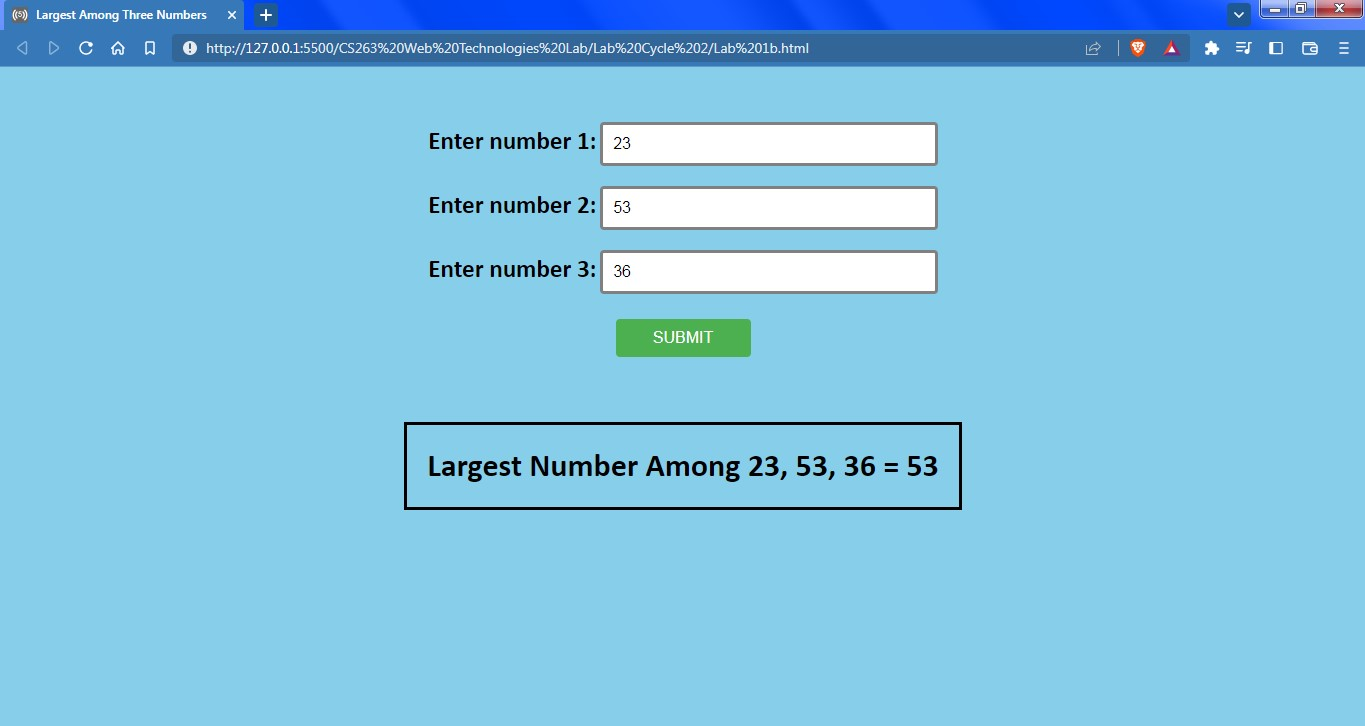 Largest Among Three Numbers
http://127.0.0.1:5500/CS263%20Web%20Technologies%20Lab/Lab%20Cycle%202/Lab%201b.html
Enter number 1: 23
Enter number 2: 53
Enter number 3: 36
SUBMIT
Largest Number Among 23, 53, 36 = 53